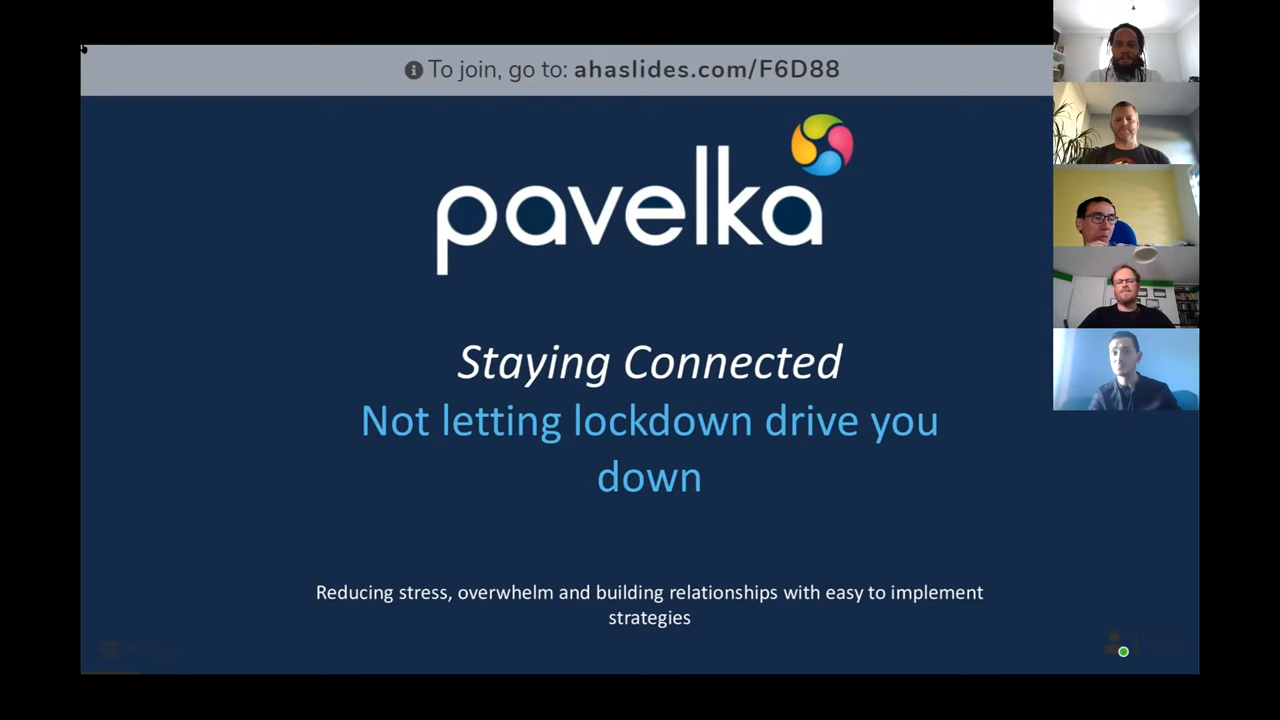 To join, go to: ahaslides.com/F6D88
pavelka
Staying Connected
Not letting lockdown drive you
down
Reducing stress, overwhelm and building relationships with easy to implement
strategies